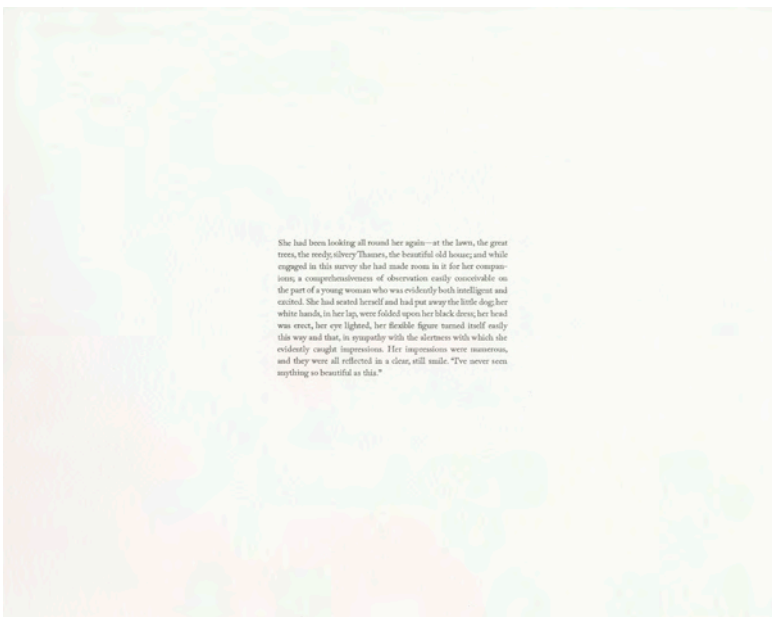 She had been looking all round her again—at the lawn, the great
trees, the reedy, silvery Thames, the beautiful old house; and while
engaged in this survey she had made room in it for her compan-
ions; a comprehensiveness of observation easily conceivable on
the part of a young woman who was evidently both intelligent and
excited. She had seated herself and had put away the little dog; her
white hands, in her lap, were folded upon her black dress; her head
was erect, her eye lighted, her flexible figure turned itself easily
this way and that, in sympathy with the alertness with which she
evidently caught impressions. Her impressions were numerous,
and they were all reflected in a clear, still smile. “I've never seen
anything so beautiful as this.”